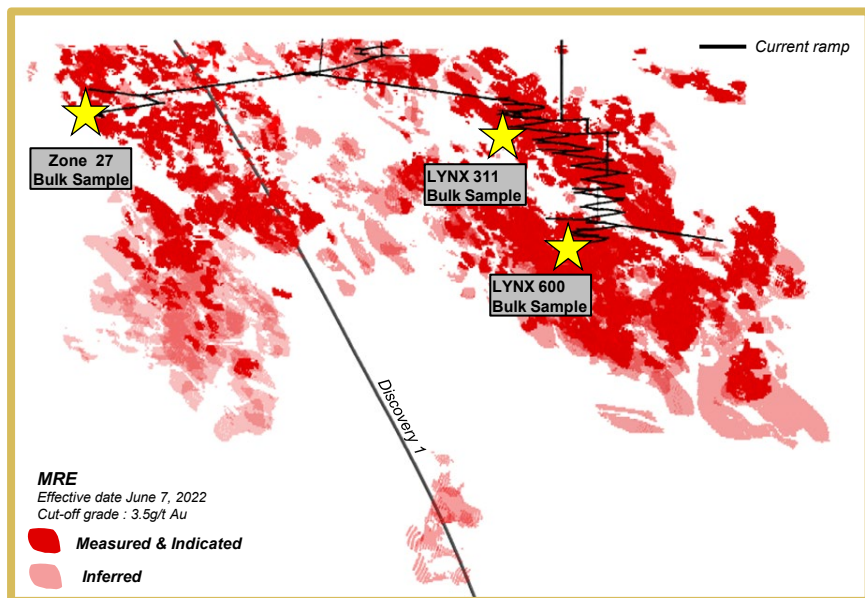 Current ramp
Zone 27
Bulk Sample
LYNX 311
Bulk Sample
LYNX 600
Bulk Sample
Discovery 1
MRE
Effective date June 7, 2022
Cut-off grade : 3.5g/t Au
Measured & Indicated
Inferred